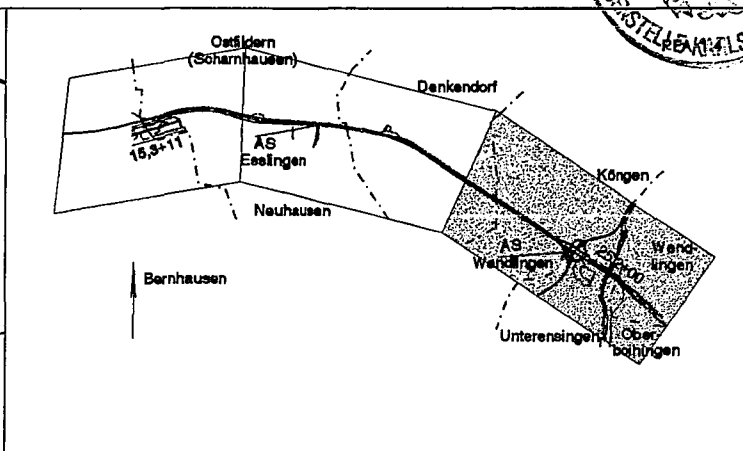 Ostfildern
(Scharnhausen)
Denkendorf
15,3+11
AS
Esslingen
Neuhausen
Köngen
AS
Wendlingen
Wend-
lingen
Bernhausen
Unterensingen
Ober-
boihingen